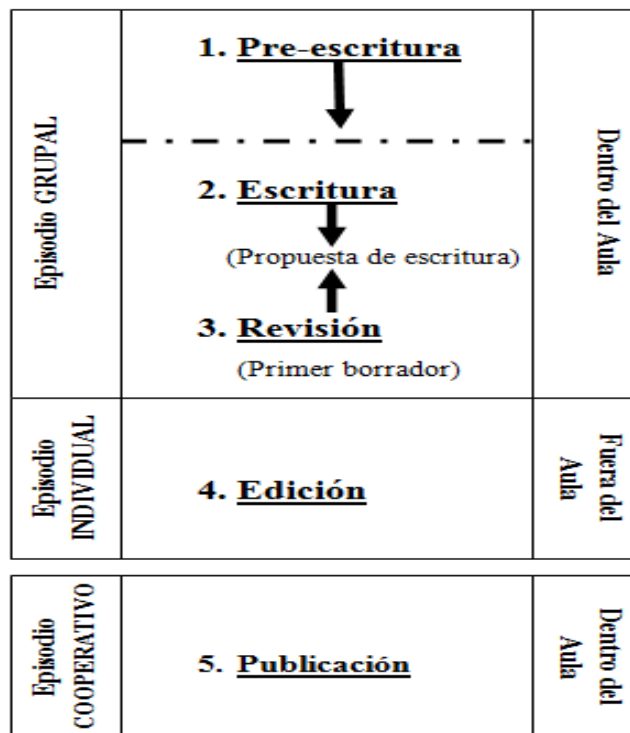 Episodio GRUPAL
1. Pre-escritura
2. Escritura
(Propuesta de escritura)
3. Revisión
(Primer borrador)
Dentro del Aula
Episodio
INDIVIDUAL
4. Edición
Fuera del
Aula
Episodio
COOPERATIVO
5. Publicación
Dentro del
Aula